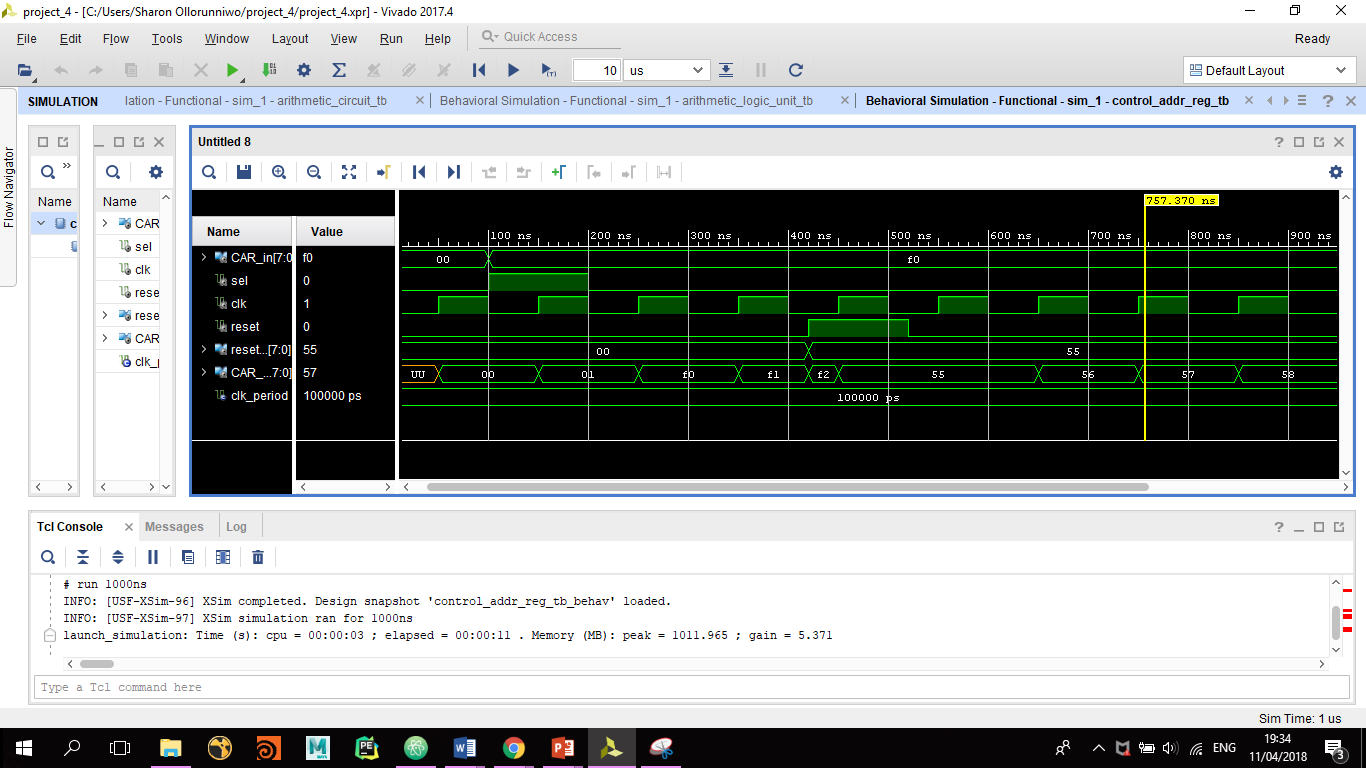 project_4 - [C:/Users/Sharon Ollorunniwo/project_4/project_4.xpr] - Vivado 2017.4
File Edit Flow Tools Window Layout View Run Help Quick Access Ready
10 us Default Layout
SIMULATION lation - Functional - sim_1 - arithmetic_circuit_tb Behavioral Simulation - Functional - sim_1 - arithmetic_logic_unit_tb Behavioral Simulation - Functional - sim_1 - control_addr_reg_tb
Flow Navigator
Untitled 8
757.370 ns
Name Name Name Value 100 ns 200 ns 300 ns 400 ns 500 ns 600 ns 700 ns 800 ns 900 ns
c CAR CAR_in[7:0 f0 00 f0
sel sel 0
clk clk 1
rese reset 0
rese reset...[7:0] 55 00 55
CAR CAR_...7:0] 57 UU 00 01 f0 f1 f2 55 56 57 58
clk_p clk_period 100000 ps 100000 ps
Tcl Console Messages Log
# run 1000ns
INFO: [USF-XSim-96] XSim completed. Design snapshot 'control_addr_reg_tb_behav' loaded.
INFO: [USF-XSim-97] XSim simulation ran for 1000ns
launch_simulation: Time (s): cpu = 00:00:03 ; elapsed = 00:00:11 . Memory (MB): peak = 1011.965 ; gain = 5.371
Type a Tcl command here
Sim Time: 1 us
ENG 19:34
11/04/2018 3